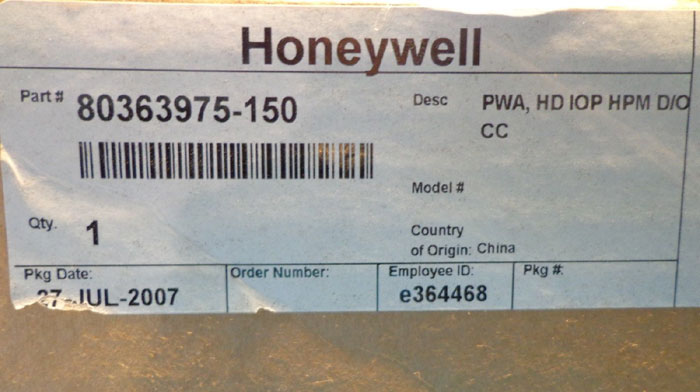 Honeywell
Part # 80363975-150
Desc PWA, HD IOP HPM D/O
CC
Model #
Qty. 1
Country
of Origin: China
Pkg Date:
27-JUL-2007
Order Number:
Employee ID:
e364468
Pkg #: